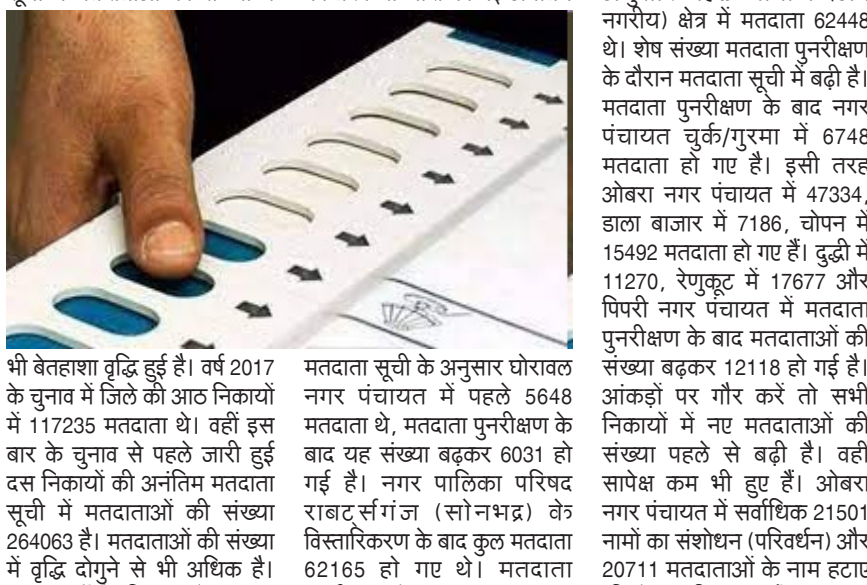 भी बेतहाशा वृद्धि हुई है। वर्ष 2017
के चुनाव में जिले की आठ निकायों
में 117235 मतदाता थे। वहीं इस
बार के चुनाव से पहले जारी हुई
दस निकायों की अनंतिम मतदाता
सूची में मतदाताओं की संख्या
264063 है। मतदाताओं की संख्या
में वृद्धि दोगुने से भी अधिक है।
मतदाता सूची के अनुसार घोरावल
नगर पंचायत में पहले 5648
मतदाता थे, मतदाता पुनरीक्षण के
बाद यह संख्या बढ़कर 6031 हो
गई है। नगर पालिका परिषद
राबर्ट्सगंज (सोनभद्र) के
विस्तारिकरण के बाद कुल मतदाता
62165 हो गए थे। मतदाता
नगरीय) क्षेत्र में मतदाता 62448
थे। शेष संख्या मतदाता पुनरीक्षण
के दौरान मतदाता सूची में बढ़ी है।
मतदाता पुनरीक्षण के बाद नगर
पंचायत चुर्क/गुरमा में 6748
मतदाता हो गए है। इसी तरह
ओबरा नगर पंचायत में 47334,
डाला बाजार में 7186, चोपन में
15492 मतदाता हो गए हैं। दुद्धी में
11270, रेणुकूट में 17677 और
पिपरी नगर पंचायत में मतदाता
पुनरीक्षण के बाद मतदाताओं की
संख्या बढ़कर 12118 हो गई है।
आंकड़ों पर गौर करें तो सभी
निकायों में नए मतदाताओं की
संख्या पहले से बढ़ी है। वही
सापेक्ष कम भी हुए हैं। ओबरा
नगर पंचायत में सर्वाधिक 21501
नामों का संशोधन (परिवर्धन) और
20711 मतदाताओं के नाम हटाए